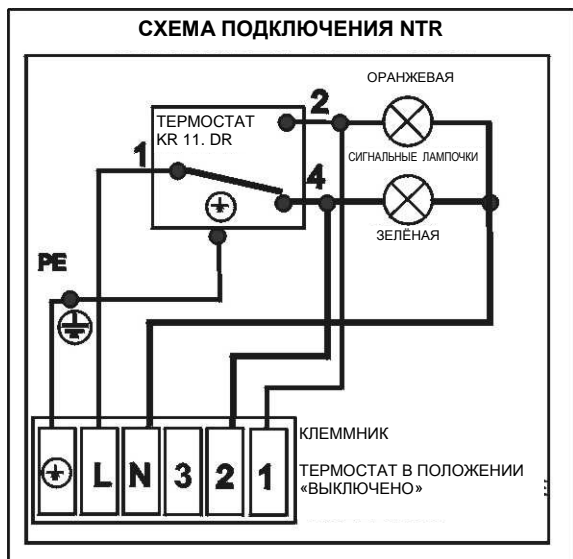 СХЕМА ПОДКЛЮЧЕНИЯ NTR
ОРАНЖЕВАЯ
ТЕРМОСТАТ
KR 11. DR
2
1
СИГНАЛЬНЫЕ ЛАМПОЧКИ
4
ЗЕЛЁНАЯ
PE
КЛЕММНИК
L N 3 2 1
ТЕРМОСТАТ В ПОЛОЖЕНИИ
«ВЫКЛЮЧЕНО»